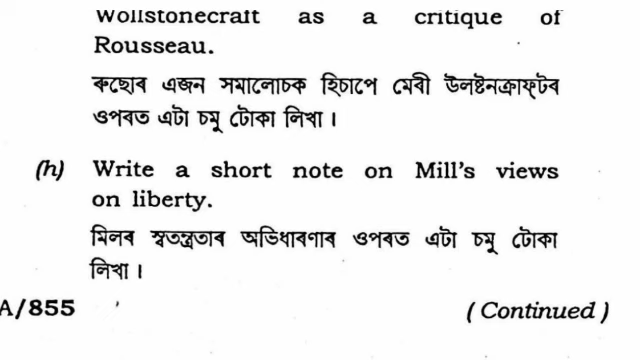 Wollstonecraft as a critique of
Rousseau.
ৰুছোৰ এজন সমালোচক হিচাপে মেৰী উলষ্টনক্ৰাফ্‌টৰ
ওপৰত এটা চমু টোকা লিখা।
(h) Write a short note on Mill's views
on liberty.
মিলৰ স্বতন্ত্ৰতাৰ অভিধাৰণাৰ ওপৰত এটা চমু টোকা
লিখা।
A/855 (Continued)